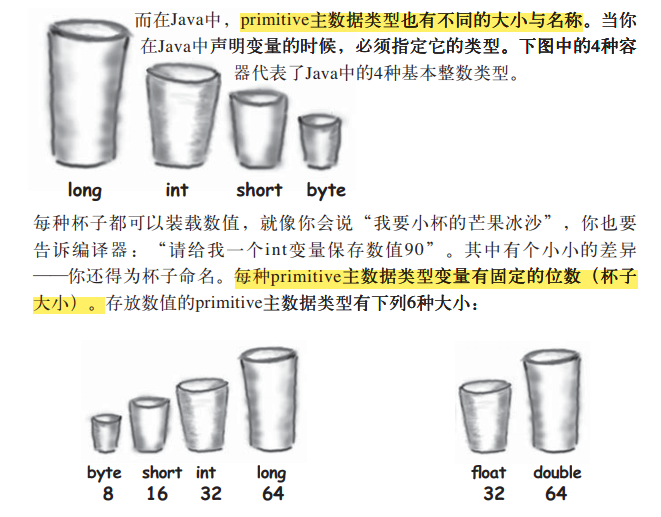 而在Java中，primitive主数据类型也有不同的大小与名称。当你
在Java中声明变量的时候，必须指定它的类型。下图中的4种容
器代表了Java中的4种基本整数类型。
long int short byte
每种杯子都可以装载数值，就像你会说“我要小杯的芒果冰沙”，你也要
告诉编译器：“请给我一个int变量保存数值90”。其中有个小小的差异
——你还得为杯子命名。每种primitive主数据类型变量有固定的位数（杯子
大小）。存放数值的primitive主数据类型有下列6种大小：
byte short int long float double
8 16 32 64 32 64